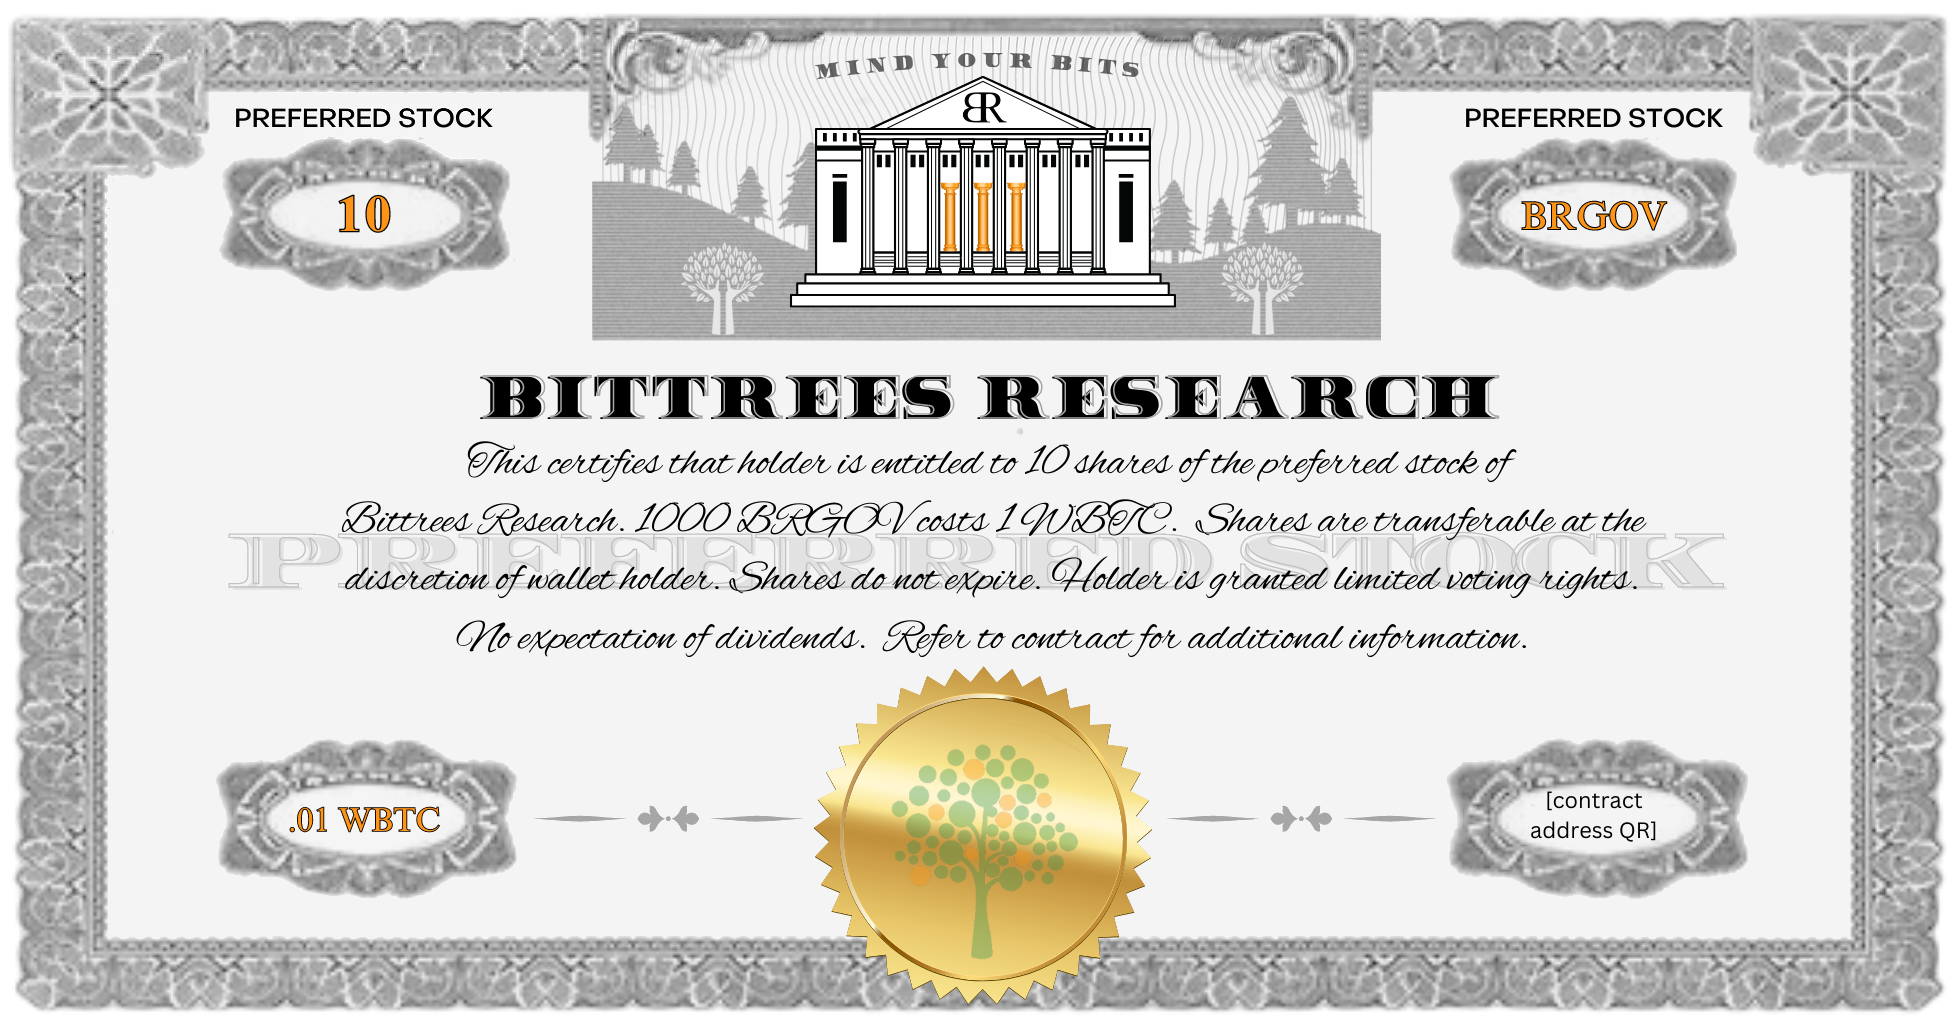 MIND YOUR BITS
BR
PREFERRED STOCK
PREFERRED STOCK
10
BRGOV
BITTREES RESEARCH
This certifies that holder is entitled to 10 shares of the preferred stock of
Bittrees Research. 1000 BRGOV costs 1 WBTC. Shares are transferable at the
PREFERRED STOCK
discretion of wallet holder. Shares do not expire. Holder is granted limited voting rights.
No expectation of dividends. Refer to contract for additional information.
.01 WBTC
[contract
address QR]